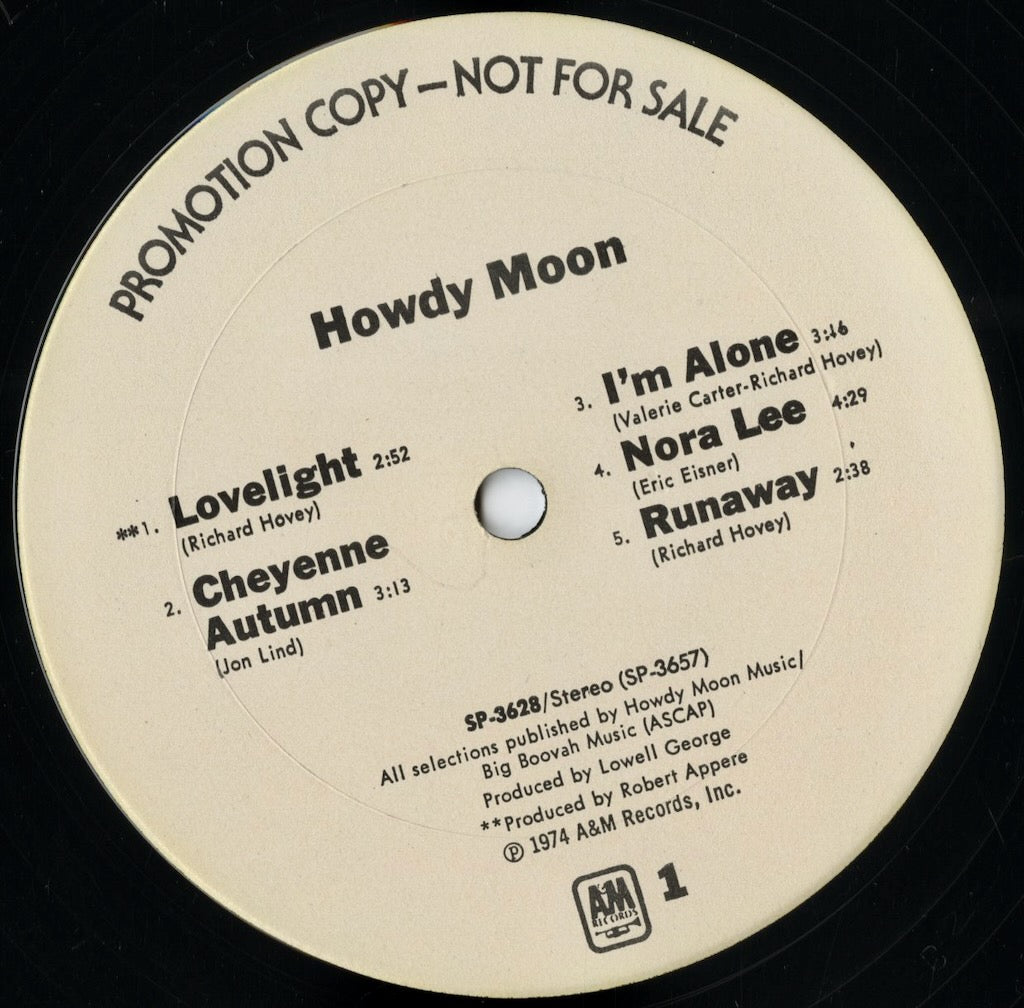 PROMOTION COPY – NOT FOR SALE
Howdy Moon
**1. Lovelight 2:52
(Richard Hovey)
2. Cheyenne
Autumn 3:13
(Jon Lind)
3. I'm Alone 3:46
(Valerie Carter-Richard Hovey)
4. Nora Lee 4:29
(Eric Eisner)
5. Runaway 2:38
(Richard Hovey)
SP-3628/Stereo (SP-3657)
All selections published by Howdy Moon Music/
Big Boovah Music (ASCAP)
Produced by Lowell George
**Produced by Robert Appere
Ⓟ 1974 A&M Records, Inc.
A&M
RECORDS
1